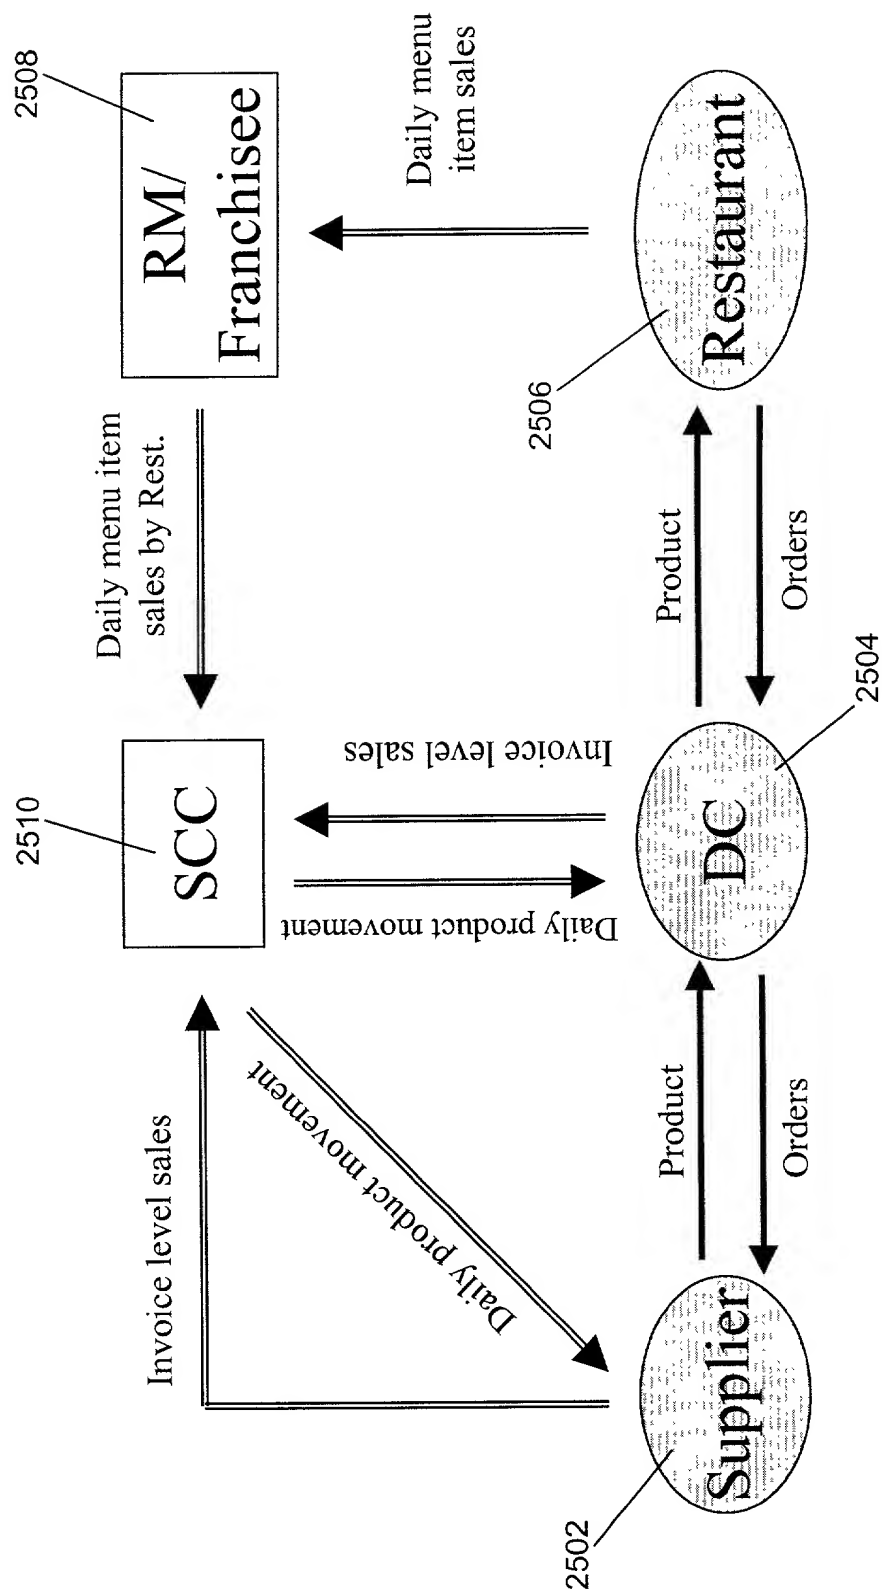 2510
SCC
Daily menu item
sales by Rest.
2508
RM/
Franchisee
Invoice level sales
Daily product movement
Daily product movement
Invoice level sales
Daily menu
item sales
2502
Supplier
Product
Orders
DC
2504
Product
Orders
2506
Restaurant